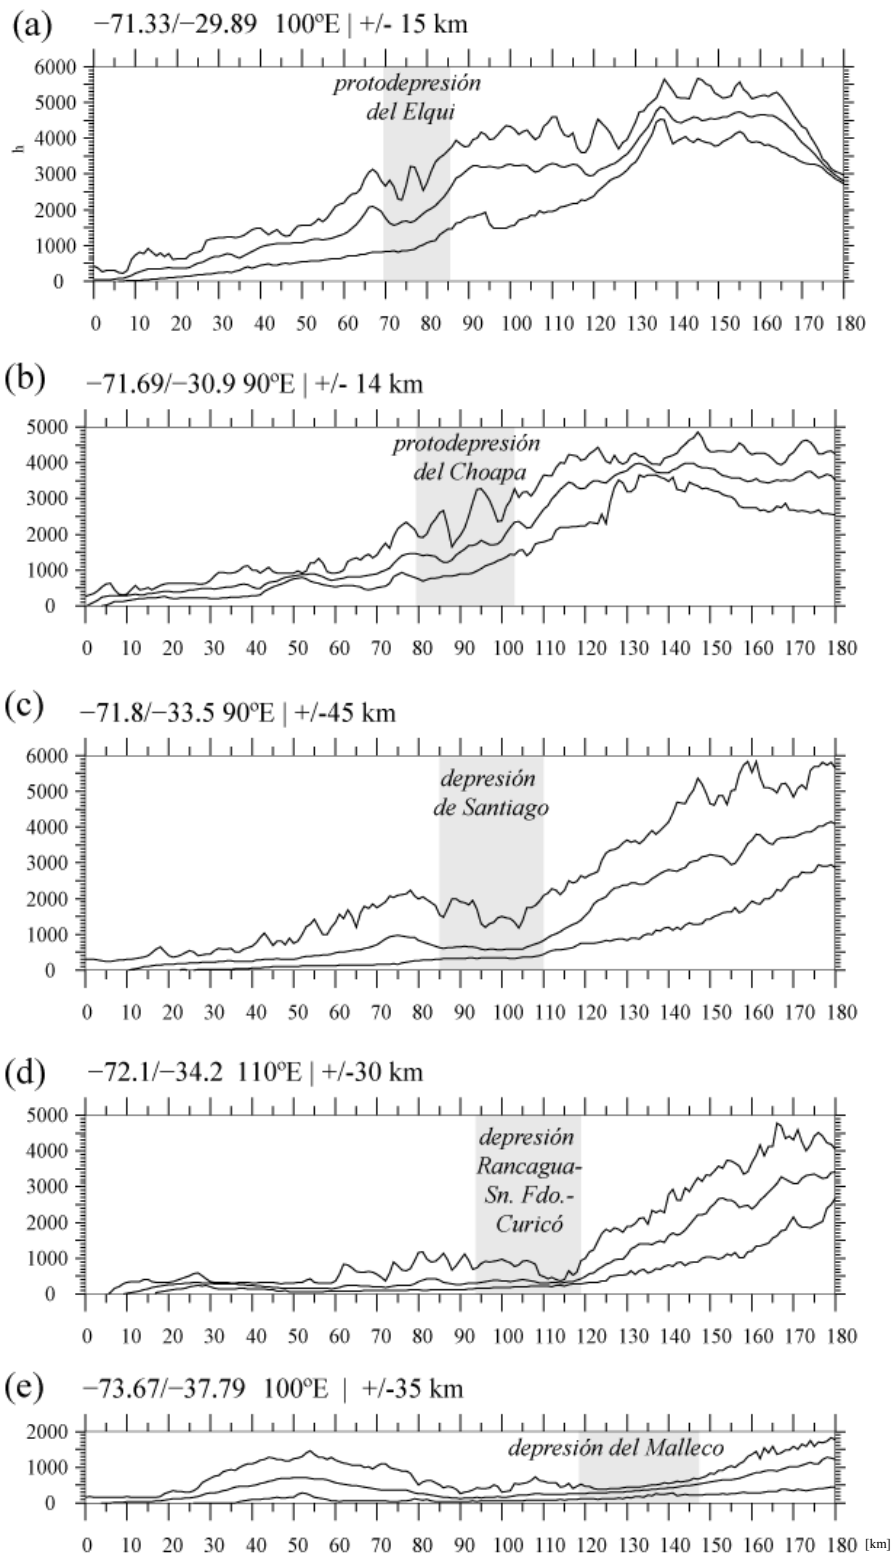 (a) −71.33/−29.89 100ºE | +/- 15 km
6000
5000
4000
3000
2000
1000
0
h
protodepresión
del Elqui
0 10 20 30 40 50 60 70 80 90 100 110 120 130 140 150 160 170 180
(b) −71.69/−30.9 90ºE | +/- 14 km
5000
4000
3000
2000
1000
0
protodepresión
del Choapa
0 10 20 30 40 50 60 70 80 90 100 110 120 130 140 150 160 170 180
(c) −71.8/−33.5 90ºE | +/-45 km
6000
5000
4000
3000
2000
1000
0
depresión
de Santiago
0 10 20 30 40 50 60 70 80 90 100 110 120 130 140 150 160 170 180
(d) −72.1/−34.2 110ºE | +/-30 km
5000
4000
3000
2000
1000
0
depresión
Rancagua-
Sn. Fdo.-
Curicó
0 10 20 30 40 50 60 70 80 90 100 110 120 130 140 150 160 170 180
(e) −73.67/−37.79 100ºE | +/-35 km
2000
1000
0
depresión del Malleco
0 10 20 30 40 50 60 70 80 90 100 110 120 130 140 150 160 170 180 [km]